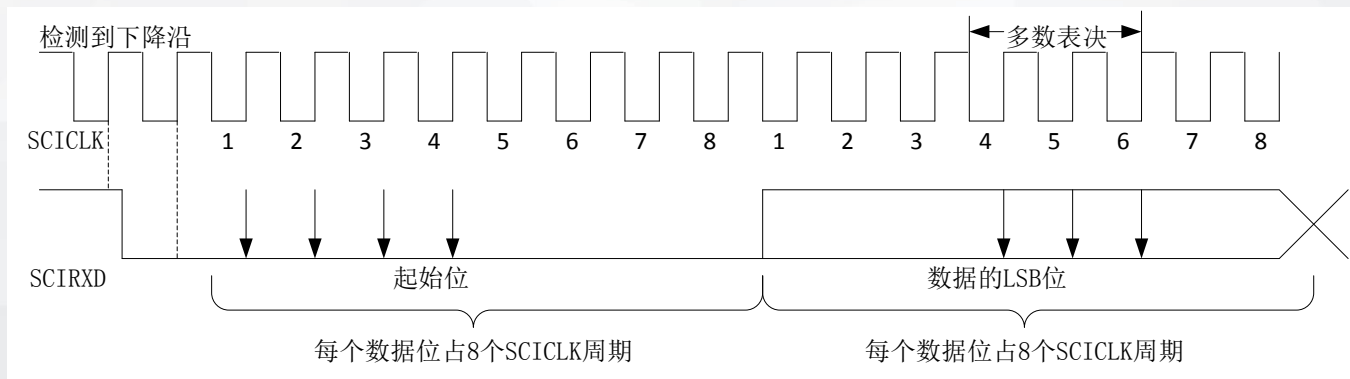 检测到下降沿
多数表决
SCICLK
1 2 3 4 5 6 7 8 1 2 3 4 5 6 7 8
SCIRXD
起始位
数据的LSB位
每个数据位占8个SCICLK周期
每个数据位占8个SCICLK周期